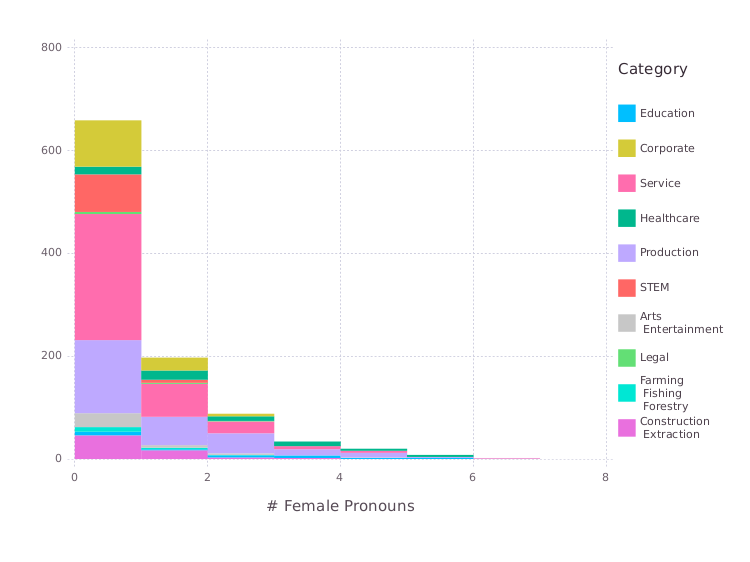 800
600
400
200
0
0 2 4 6 8
# Female Pronouns
Category
Education
Corporate
Service
Healthcare
Production
STEM
Arts
Entertainment
Legal
Farming
Fishing
Forestry
Construction
Extraction